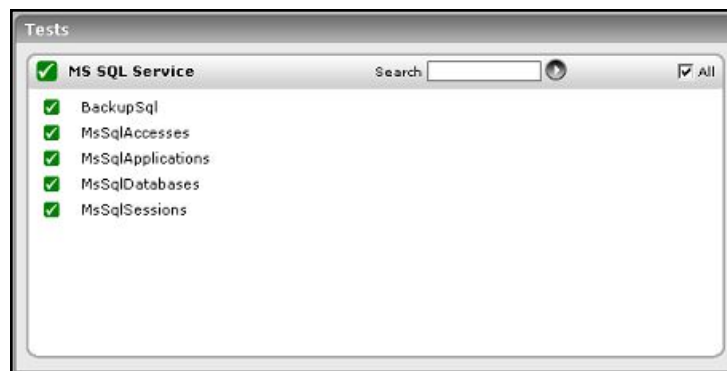 Tests
MS SQL Service Search All
BackupSql
MsSqlAccesses
MsSqlApplications
MsSqlDatabases
MsSqlSessions